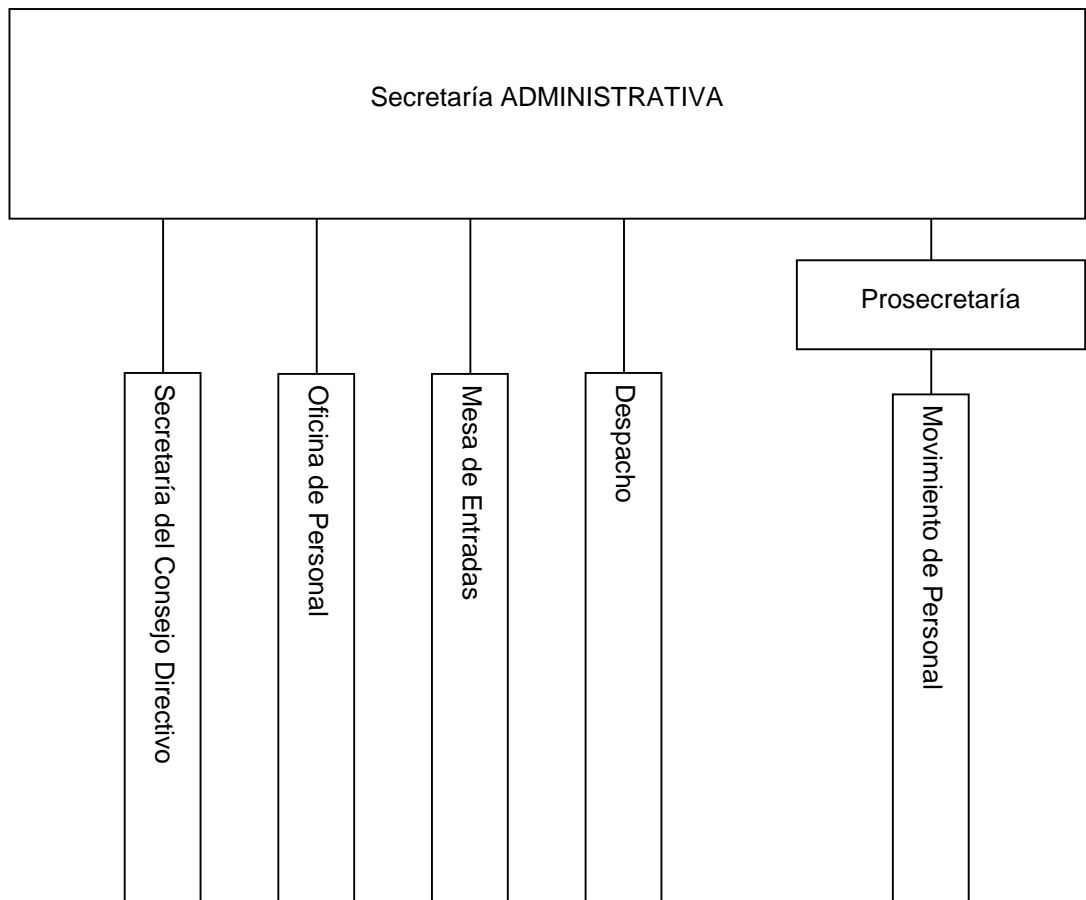 Secretaría ADMINISTRATIVA
Prosecretaría
Secretaría del Consejo Directivo
Oficina de Personal
Mesa de Entradas
Despacho
Movimiento de Personal